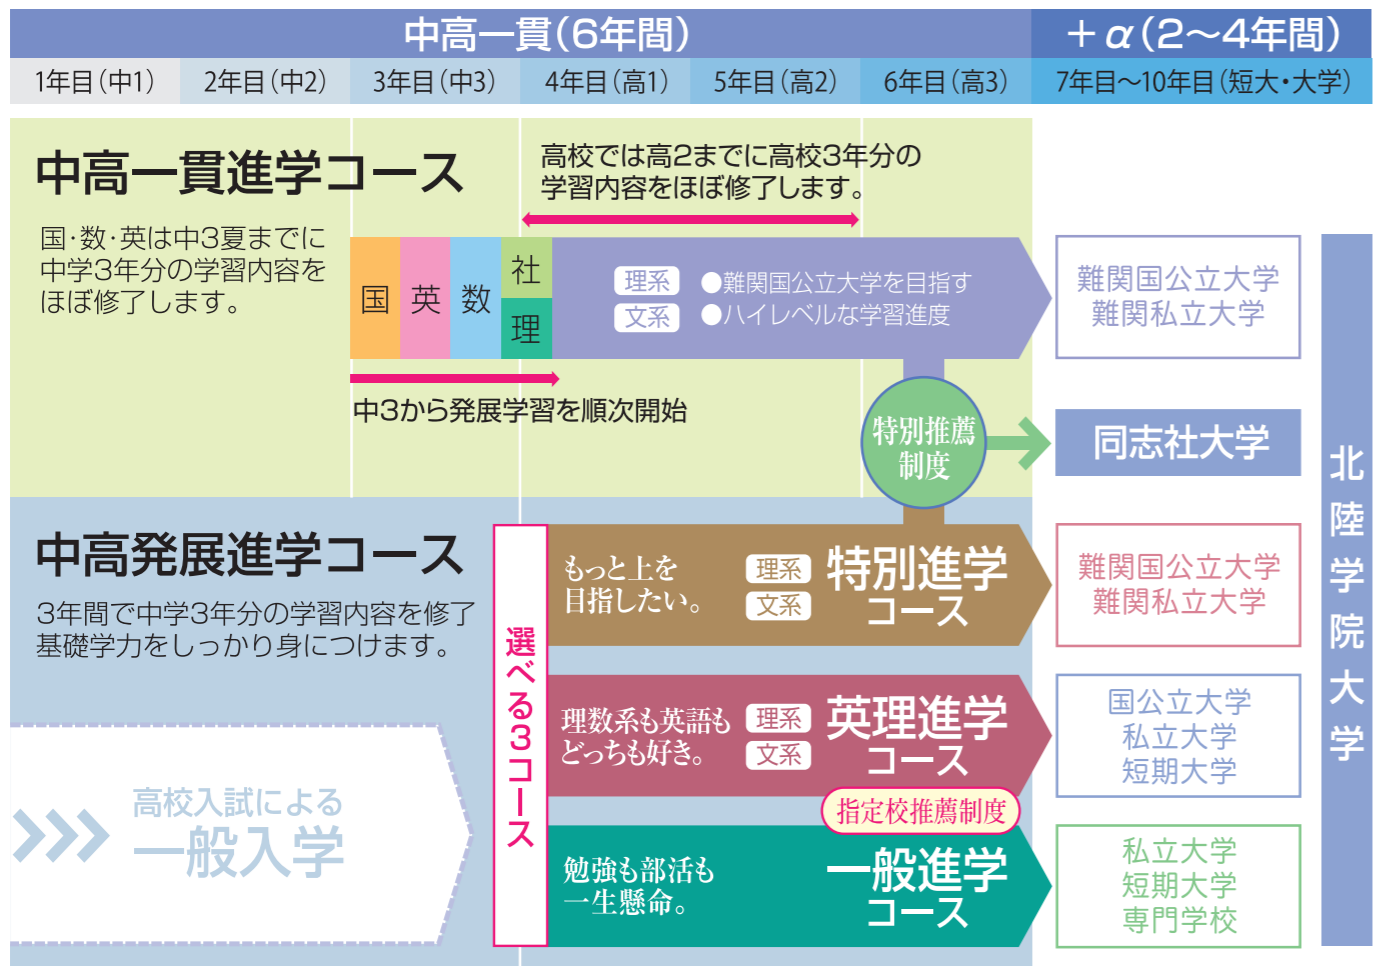 中高一貫（6年間）
＋α（2〜4年間）
1年目（中1）
2年目（中2）
3年目（中3）
4年目（高1）
5年目（高2）
6年目（高3）
7年目〜10年目（短大・大学）
中高一貫進学コース
国・数・英は中3夏までに
中学3年分の学習内容を
ほぼ修了します。
高校では高2までに高校3年分の
学習内容をほぼ修了します。
国
英
数
社
理
理系
文系
●難関国公立大学を目指す
●ハイレベルな学習進度
中3から発展学習を順次開始
難関国公立大学
難関私立大学
特別推薦
制度
同志社大学
北陸学院大学
中高発展進学コース
3年間で中学3年分の学習内容を修了
基礎学力をしっかり身につけます。
高校入試による
一般入学
選べる3コース
もっと上を
目指したい。
理系
文系
特別進学
コース
難関国公立大学
難関私立大学
理数系も英語も
どっちも好き。
理系
文系
英理進学
コース
国公立大学
私立大学
短期大学
指定校推薦制度
勉強も部活も
一生懸命。
一般進学
コース
私立大学
短期大学
専門学校